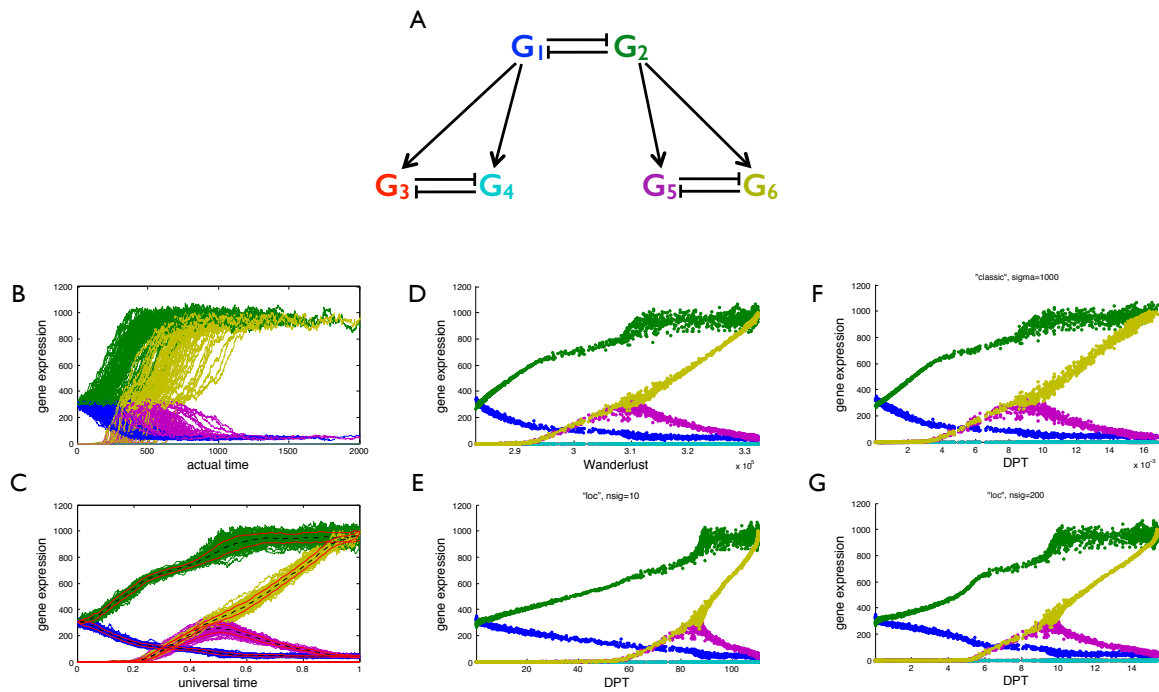 A
G1 G2
G3 G4 G5 G6
B
1200
1000
800
600
400
200
0
gene expression
0 500 1000 1500 2000
actual time
D
1200
1000
800
600
400
200
0
gene expression
2.9 3 3.1 3.2 3.3
Wanderlust
x 10^5
F
"classic", sigma=1000
1200
1000
800
600
400
200
0
gene expression
2 4 6 8 10 12 14 16
DPT
x 10^-3
C
1200
1000
800
600
400
200
0
gene expression
0 0.2 0.4 0.6 0.8 1
universal time
E
"loc", nsig=10
1200
1000
800
600
400
200
0
gene expression
20 40 60 80 100
DPT
G
"loc", nsig=200
1200
1000
800
600
400
200
0
gene expression
2 4 6 8 10 12 14
DPT